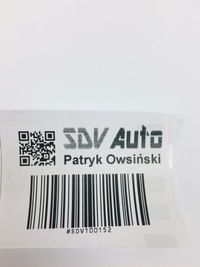 SDV Auto
Patryk Owsiński
#SDV100152